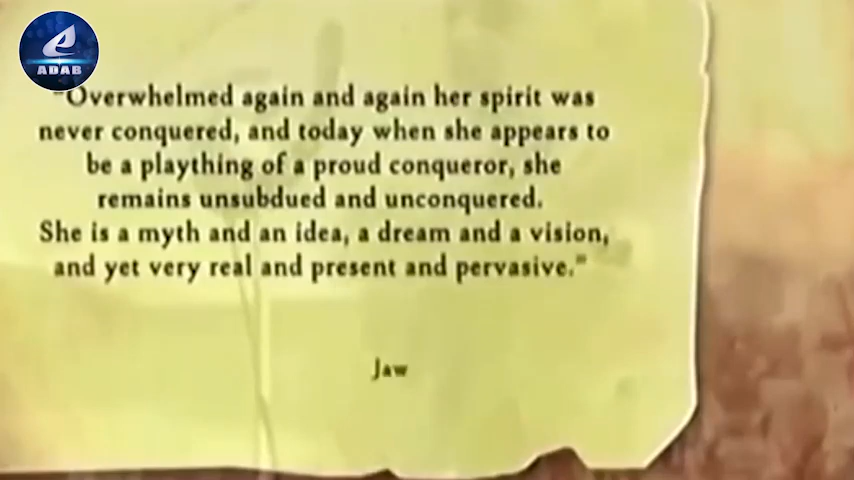 ADAB
"Overwhelmed again and again her spirit was
never conquered, and today when she appears to
be a plaything of a proud conqueror, she
remains unsubdued and unconquered.
She is a myth and an idea, a dream and a vision,
and yet very real and present and pervasive."
Jaw